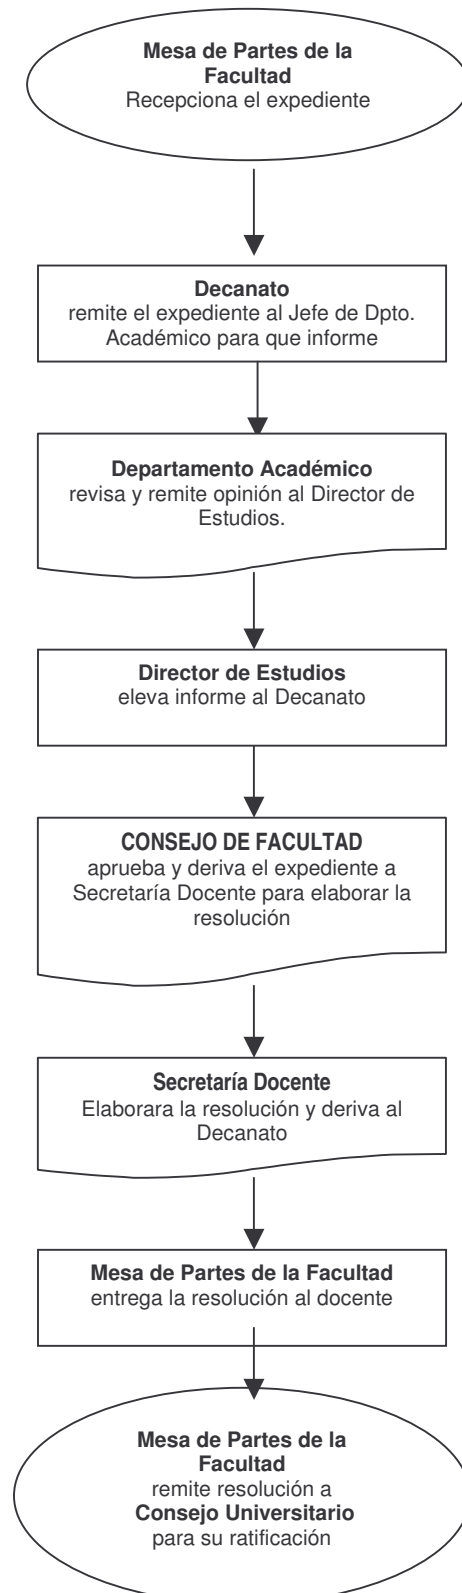 Mesa de Partes de la
Facultad
Recepciona el expediente
Decanato
remite el expediente al Jefe de Dpto.
Académico para que informe
Departamento Académico
revisa y remite opinión al Director de
Estudios.
Director de Estudios
eleva informe al Decanato
CONSEJO DE FACULTAD
aprueba y deriva el expediente a
Secretaría Docente para elaborar la
resolución
Secretaría Docente
Elaborara la resolución y deriva al
Decanato
Mesa de Partes de la Facultad
entrega la resolución al docente
Mesa de Partes de la
Facultad
remite resolución a
Consejo Universitario
para su ratificación